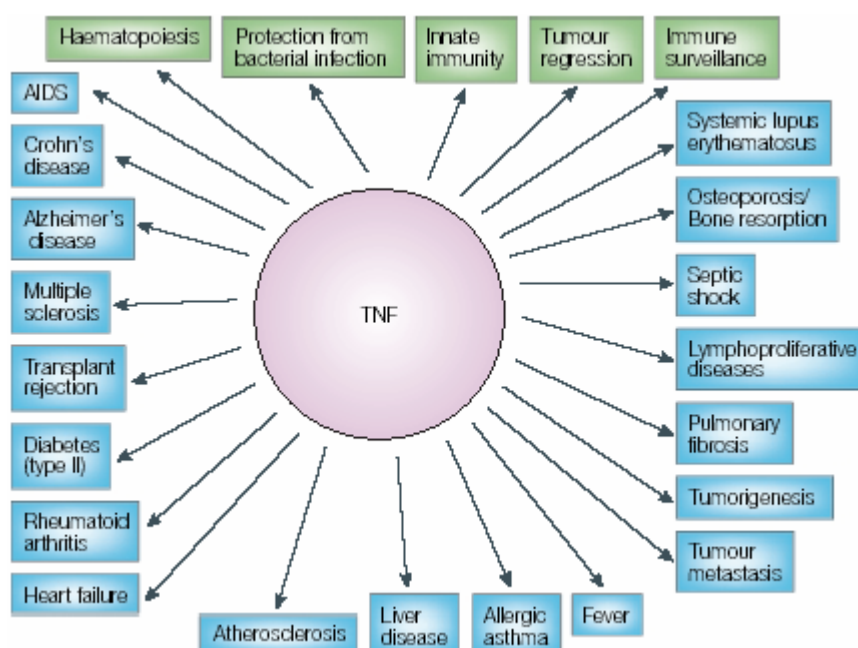 Haematopoiesis
Protection from
bacterial infection
Innate
immunity
Tumour
regression
Immune
surveillance
AIDS
Crohn's
disease
Alzheimer's
disease
Multiple
sclerosis
Transplant
rejection
Diabetes
(type II)
Rheumatoid
arthritis
Heart failure
TNF
Systemic lupus
erythematosus
Osteoporosis/
Bone resorption
Septic
shock
Lymphoproliferative
diseases
Pulmonary
fibrosis
Tumorigenesis
Tumour
metastasis
Atherosclerosis
Liver
disease
Allergic
asthma
Fever